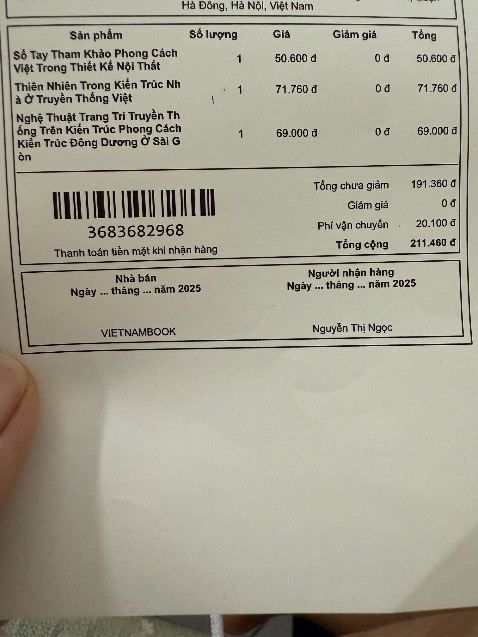 Hà Đông, Hà Nội, Việt Nam
Sản phẩm Số lượng Giá Giảm giá Tổng
Sổ Tay Tham Khảo Phong Cách
Việt Trong Thiết Kế Nội Thất 1 50.600 đ 0 đ 50.600 đ
Thiên Nhiên Trong Kiến Trúc Nh
à Ở Truyền Thống Việt 1 71.760 đ 0 đ 71.760 đ
Nghệ Thuật Trang Trí Truyền Th
ống Trên Kiến Trúc Phong Cách
Kiến Trúc Đông Dương Ở Sài G
òn 1 69.000 đ 0 đ 69.000 đ
Tổng chưa giảm 191.360 đ
Giảm giá 0 đ
Phí vận chuyển 20.100 đ
Tổng cộng 211.460 đ
3683682968
Thanh toán tiền mặt khi nhận hàng
Nhà bán
Ngày ... tháng ... năm 2025
VIETNAMBOOK
Người nhận hàng
Ngày ... tháng ... năm 2025
Nguyễn Thị Ngọc